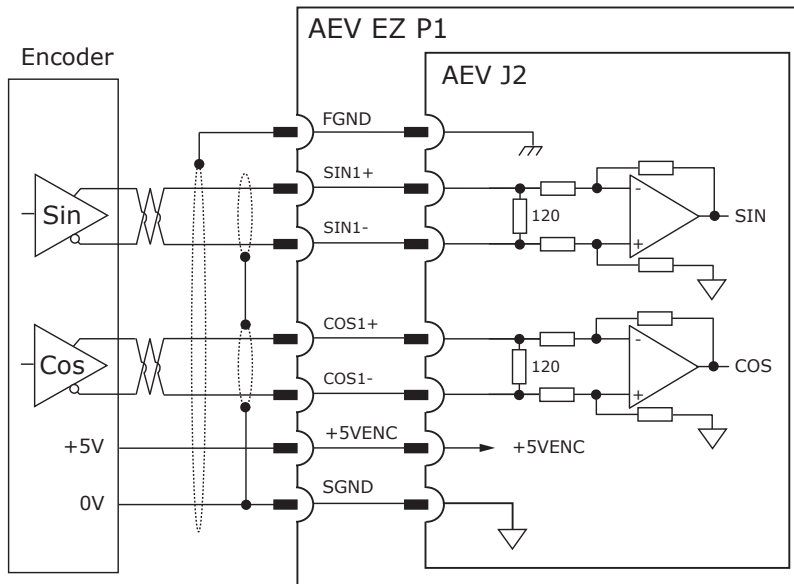 AEV EZ P1
Encoder
AEV J2
FGND
SIN1+
Sin
-
120
SIN
SIN1-
+
COS1+
Cos
-
120
COS
COS1-
+
+5V
+5VENC
+5VENC
0V
SGND